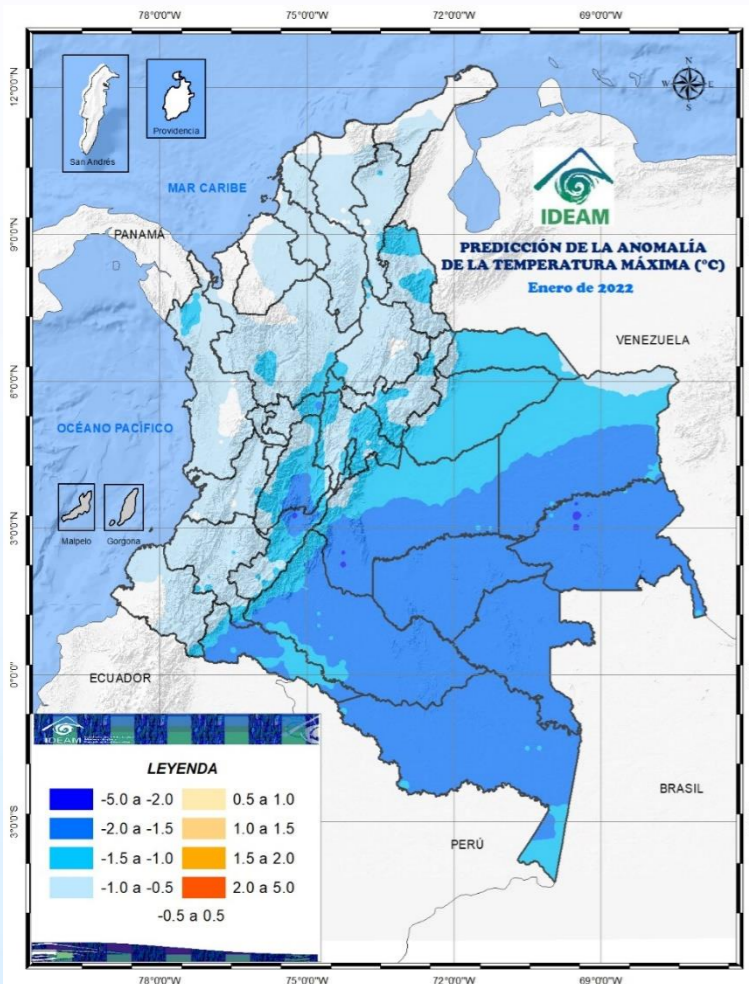 78°0'0"W 75°0'0"W 72°0'0"W 69°0'0"W
12°0'0"N
9°0'0"N
6°0'0"N
3°0'0"N
0°0'0"
3°0'0"S
San Andrés
Providencia
N
W E
S
MAR CARIBE
IDEAM
PANAMÁ
PREDICCIÓN DE LA ANOMALÍA
DE LA TEMPERATURA MÁXIMA (°C)
Enero de 2022
VENEZUELA
OCÉANO PACÍFICO
Malpelo
Gorgona
ECUADOR
IDEAM
LEYENDA
-5.0 a -2.0 0.5 a 1.0
-2.0 a -1.5 1.0 a 1.5
-1.5 a -1.0 1.5 a 2.0
-1.0 a -0.5 2.0 a 5.0
-0.5 a 0.5
BRASIL
PERÚ
78°0'0"W 75°0'0"W 72°0'0"W 69°0'0"W